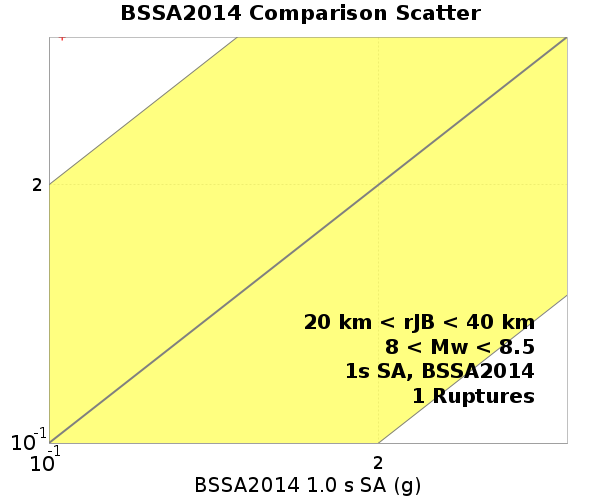 BSSA2014 Comparison Scatter
2
20 km < rJB < 40 km
8 < Mw < 8.5
1s SA, BSSA2014
1 Ruptures
10^-1
10^-1
2
BSSA2014 1.0 s SA (g)